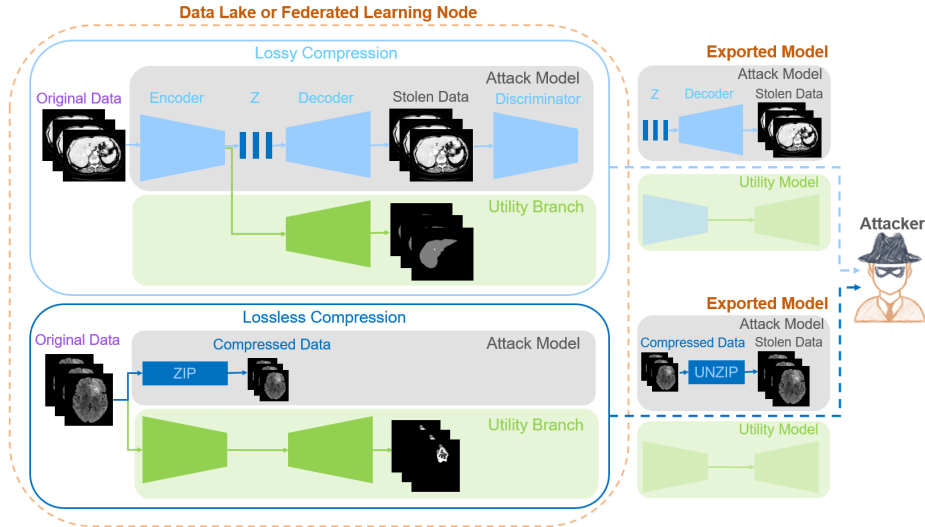 Data Lake or Federated Learning Node
Lossy Compression
Attack Model
Original Data
Encoder
Z
Decoder
Stolen Data
Discriminator
Utility Branch
Exported Model
Attack Model
Z
Decoder
Stolen Data
Utility Model
Attacker
Lossless Compression
Original Data
Compressed Data
Attack Model
ZIP
Utility Branch
Exported Model
Attack Model
Compressed Data
Stolen Data
UNZIP
Utility Model